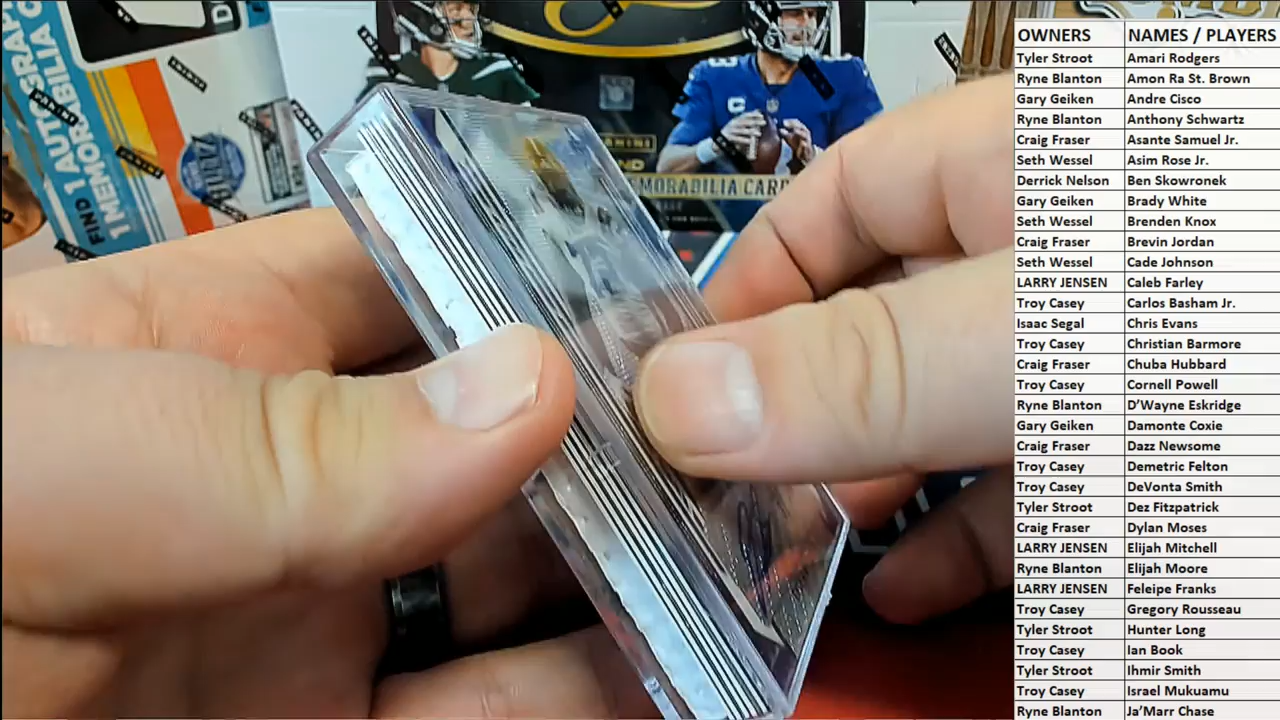 FIND 1 AUTOGRAP
1 MEMORABILIA C
PANINI
MEMORABILIA CARD
OWNERS NAMES / PLAYERS
Tyler Stroot Amari Rodgers
Ryne Blanton Amon Ra St. Brown
Gary Geiken Andre Cisco
Ryne Blanton Anthony Schwartz
Craig Fraser Asante Samuel Jr.
Seth Wessel Asim Rose Jr.
Derrick Nelson Ben Skowronek
Gary Geiken Brady White
Seth Wessel Brenden Knox
Craig Fraser Brevin Jordan
Seth Wessel Cade Johnson
LARRY JENSEN Caleb Farley
Troy Casey Carlos Basham Jr.
Isaac Segal Chris Evans
Troy Casey Christian Barmore
Craig Fraser Chuba Hubbard
Troy Casey Cornell Powell
Ryne Blanton D’Wayne Eskridge
Gary Geiken Damonte Coxie
Craig Fraser Dazz Newsome
Troy Casey Demetric Felton
Troy Casey DeVonta Smith
Tyler Stroot Dez Fitzpatrick
Craig Fraser Dylan Moses
LARRY JENSEN Elijah Mitchell
Ryne Blanton Elijah Moore
LARRY JENSEN Feleipe Franks
Troy Casey Gregory Rousseau
Tyler Stroot Hunter Long
Troy Casey Ian Book
Tyler Stroot Ihmir Smith
Troy Casey Israel Mukuamu
Ryne Blanton Ja’Marr Chase